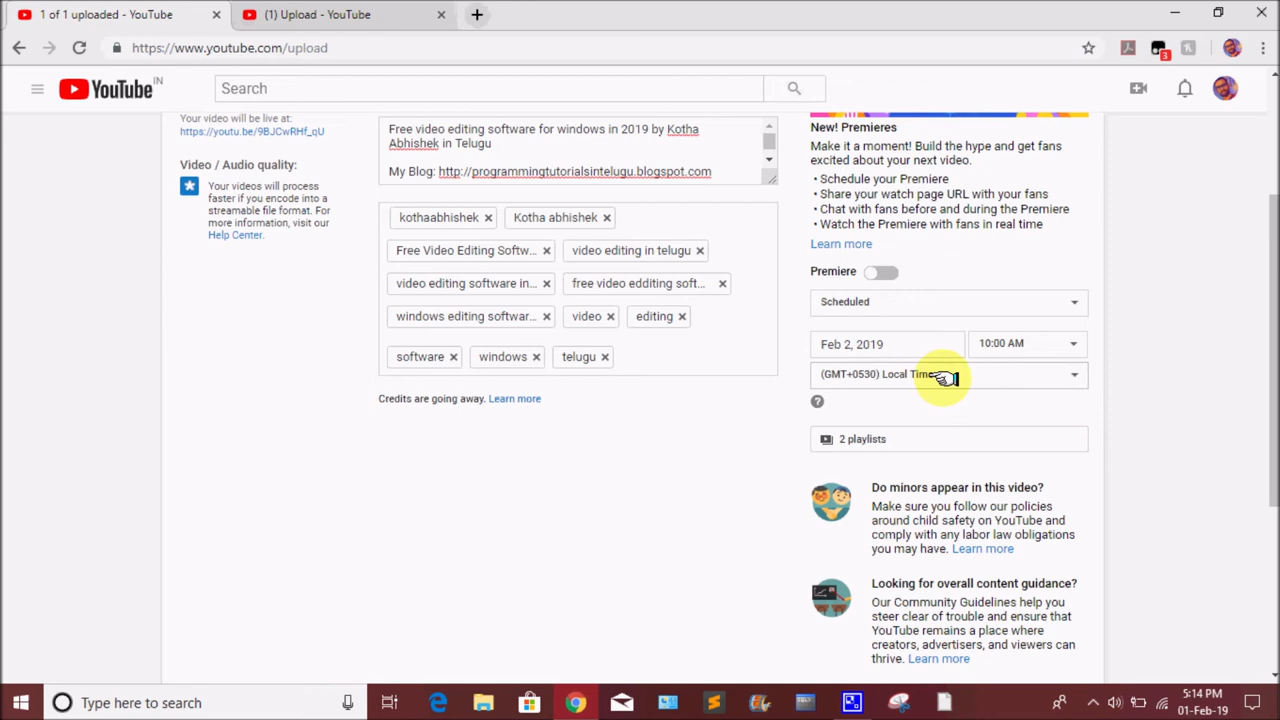 1 of 1 uploaded - YouTube
(1) Upload - YouTube
https://www.youtube.com/upload
3
YouTube IN
Search
Your video will be live at:
https://youtu.be/9BJCwRHf_qU
Video / Audio quality:
Your videos will process
faster if you encode into a
streamable file format. For
more information, visit our
Help Center.
Free video editing software for windows in 2019 by Kotha
Abhishek in Telugu
My Blog: http://programmingtutorialsintelugu.blogspot.com
kothaabhishek
Kotha abhishek
Free Video Editing Softw...
video editing in telugu
video editing software in...
free video edditing soft...
windows editing softwar...
video
editing
software
windows
telugu
Credits are going away. Learn more
New! Premieres
Make it a moment! Build the hype and get fans
excited about your next video.
• Schedule your Premiere
• Share your watch page URL with your fans
• Chat with fans before and during the Premiere
• Watch the Premiere with fans in real time
Learn more
Premiere
Scheduled
Feb 2, 2019
10:00 AM
(GMT+0530) Local Time
2 playlists
Do minors appear in this video?
Make sure you follow our policies
around child safety on YouTube and
comply with any labor law obligations
you may have. Learn more
Looking for overall content guidance?
Our Community Guidelines help you
steer clear of trouble and ensure that
YouTube remains a place where
creators, advertisers, and viewers can
thrive. Learn more
Type here to search
5:14 PM
01-Feb-19